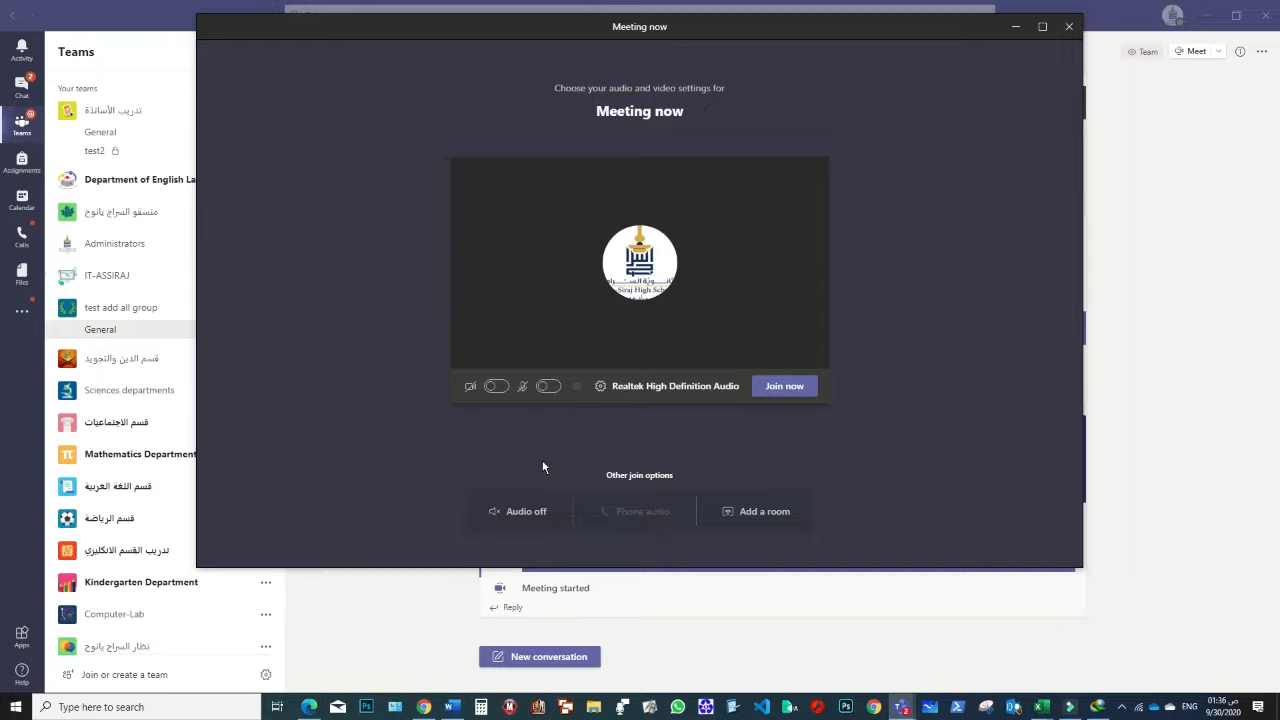 Meeting now
Activity
Chat
2
Teams
Assignments
Calendar
Calls
Files
Apps
Help
Teams
Your teams
تدريب الأساتذة
General
test2
Department of English La
منسقو السراج يانوح
Administrators
IT-ASSIRAJ
test add all group
General
قسم الدين والتجويد
Sciences departments
قسم الاجتماعيات
Mathematics Department
قسم اللغة العربية
قسم الرياضة
تدريب القسم الانكليزي
Kindergarten Department
Computer-Lab
نظار السراج يانوح
Join or create a team
Team
Meet
Choose your audio and video settings for
Meeting now
Siraj High Scho
Realtek High Definition Audio
Join now
Other join options
Audio off
Phone audio
Add a room
Meeting started
Reply
New conversation
Type here to search
01:36 ص
9/30/2020